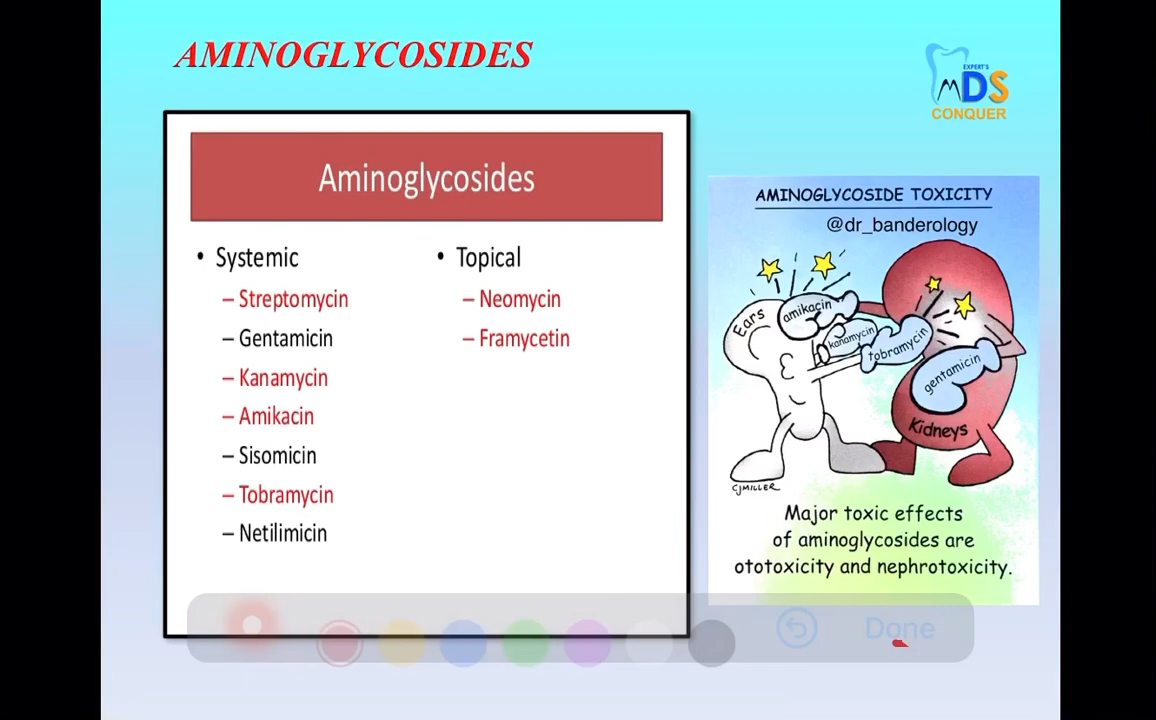 AMINOGLYCOSIDES
EXPERT'S
MDS
CONQUER
Aminoglycosides
• Systemic
– Streptomycin
– Gentamicin
– Kanamycin
– Amikacin
– Sisomicin
– Tobramycin
– Netilimicin
• Topical
– Neomycin
– Framycetin
AMINOGLYCOSIDE TOXICITY
@dr_banderology
Ears
amikacin
kanamycin
tobramycin
gentamicin
Kidneys
CJMILLER
Major toxic effects
of aminoglycosides are
ototoxicity and nephrotoxicity.
Done